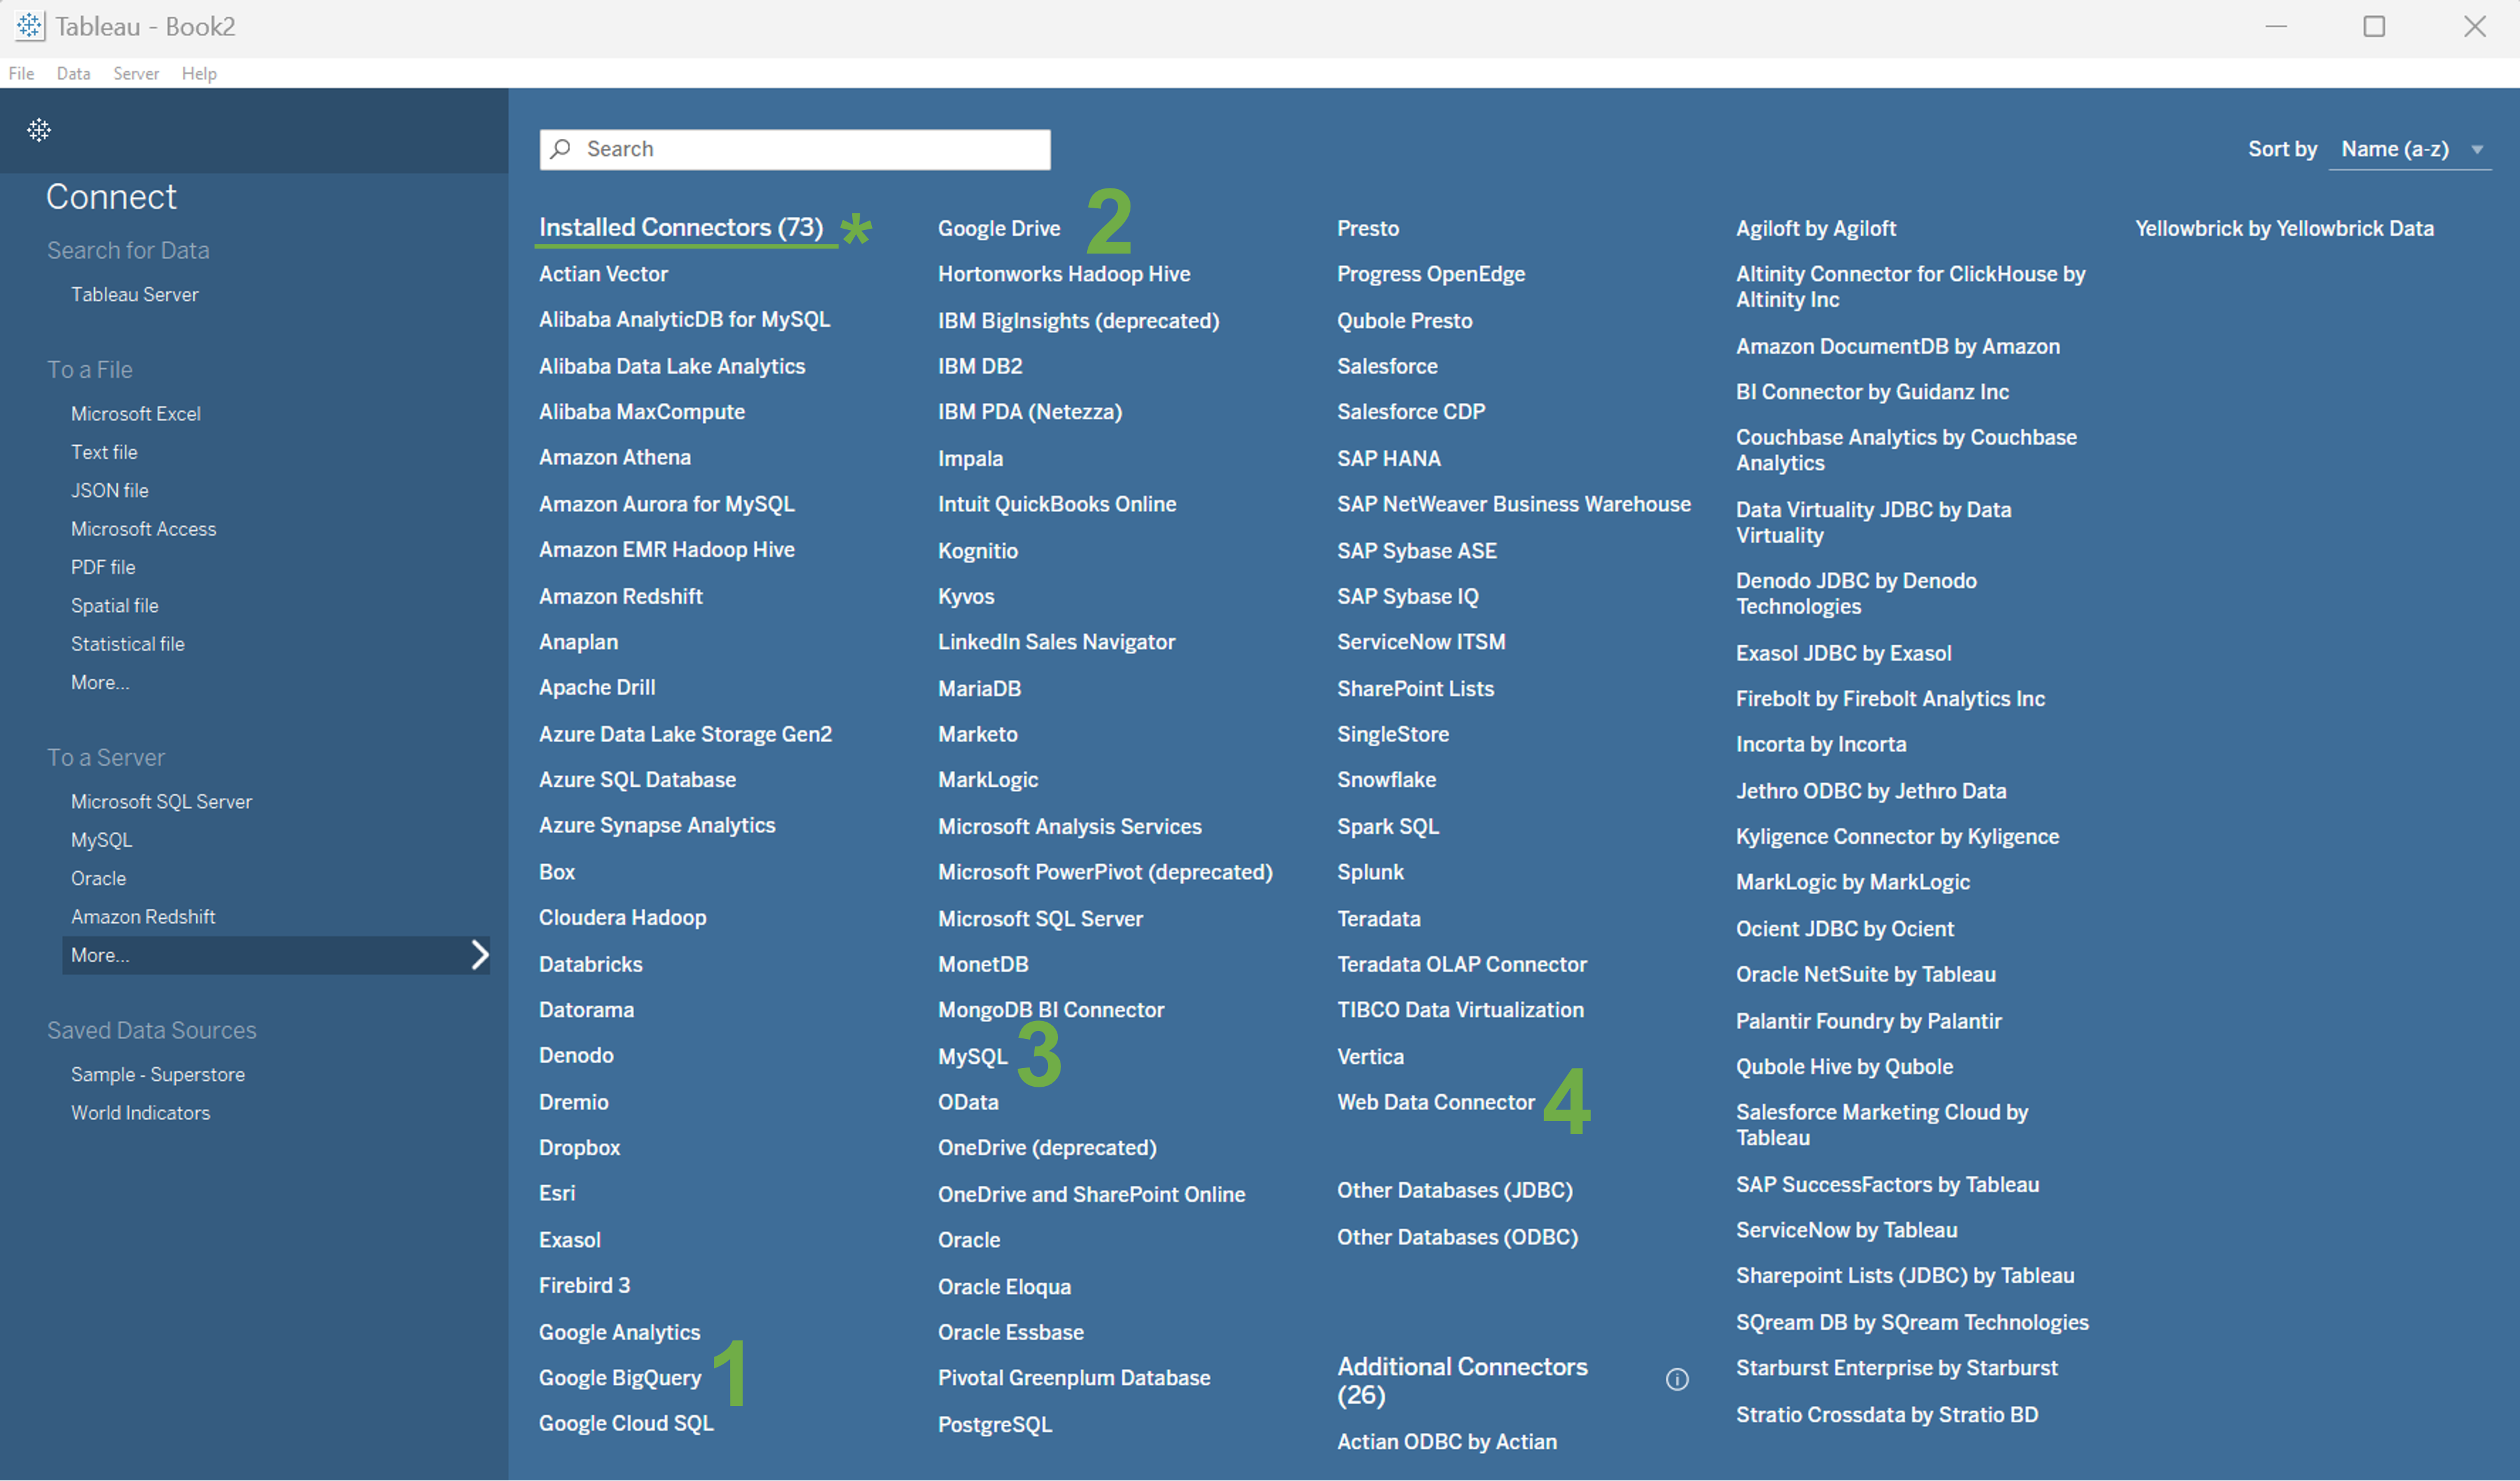 Tableau - Book2
File Data Server Help
Connect
Search for Data
Tableau Server
To a File
Microsoft Excel
Text file
JSON file
Microsoft Access
PDF file
Spatial file
Statistical file
More...
To a Server
Microsoft SQL Server
MySQL
Oracle
Amazon Redshift
More...
Saved Data Sources
Sample - Superstore
World Indicators
Search
Sort by Name (a-z)
Installed Connectors (73) *
Actian Vector
Alibaba AnalyticDB for MySQL
Alibaba Data Lake Analytics
Alibaba MaxCompute
Amazon Athena
Amazon Aurora for MySQL
Amazon EMR Hadoop Hive
Amazon Redshift
Anaplan
Apache Drill
Azure Data Lake Storage Gen2
Azure SQL Database
Azure Synapse Analytics
Box
Cloudera Hadoop
Databricks
Datorama
Denodo
Dremio
Dropbox
Esri
Exasol
Firebird 3
Google Analytics
Google BigQuery 1
Google Cloud SQL
Google Drive 2
Hortonworks Hadoop Hive
IBM BigInsights (deprecated)
IBM DB2
IBM PDA (Netezza)
Impala
Intuit QuickBooks Online
Kognitio
Kyvos
LinkedIn Sales Navigator
MariaDB
Marketo
MarkLogic
Microsoft Analysis Services
Microsoft PowerPivot (deprecated)
Microsoft SQL Server
MonetDB
MongoDB BI Connector
MySQL 3
OData
OneDrive (deprecated)
OneDrive and SharePoint Online
Oracle
Oracle Eloqua
Oracle Essbase
Pivotal Greenplum Database
PostgreSQL
Presto
Progress OpenEdge
Qubole Presto
Salesforce
Salesforce CDP
SAP HANA
SAP NetWeaver Business Warehouse
SAP Sybase ASE
SAP Sybase IQ
ServiceNow ITSM
SharePoint Lists
SingleStore
Snowflake
Spark SQL
Splunk
Teradata
Teradata OLAP Connector
TIBCO Data Virtualization
Vertica
Web Data Connector 4
Other Databases (JDBC)
Other Databases (ODBC)
Additional Connectors
(26)
Actian ODBC by Actian
Agiloft by Agiloft
Altinity Connector for ClickHouse by
Altinity Inc
Amazon DocumentDB by Amazon
BI Connector by Guidanz Inc
Couchbase Analytics by Couchbase
Analytics
Data Virtuality JDBC by Data
Virtuality
Denodo JDBC by Denodo
Technologies
Exasol JDBC by Exasol
Firebolt by Firebolt Analytics Inc
Incorta by Incorta
Jethro ODBC by Jethro Data
Kyligence Connector by Kyligence
MarkLogic by MarkLogic
Ocient JDBC by Ocient
Oracle NetSuite by Tableau
Palantir Foundry by Palantir
Qubole Hive by Qubole
Salesforce Marketing Cloud by
Tableau
SAP SuccessFactors by Tableau
ServiceNow by Tableau
Sharepoint Lists (JDBC) by Tableau
SQream DB by SQream Technologies
Starburst Enterprise by Starburst
Stratio Crossdata by Stratio BD
Yellowbrick by Yellowbrick Data